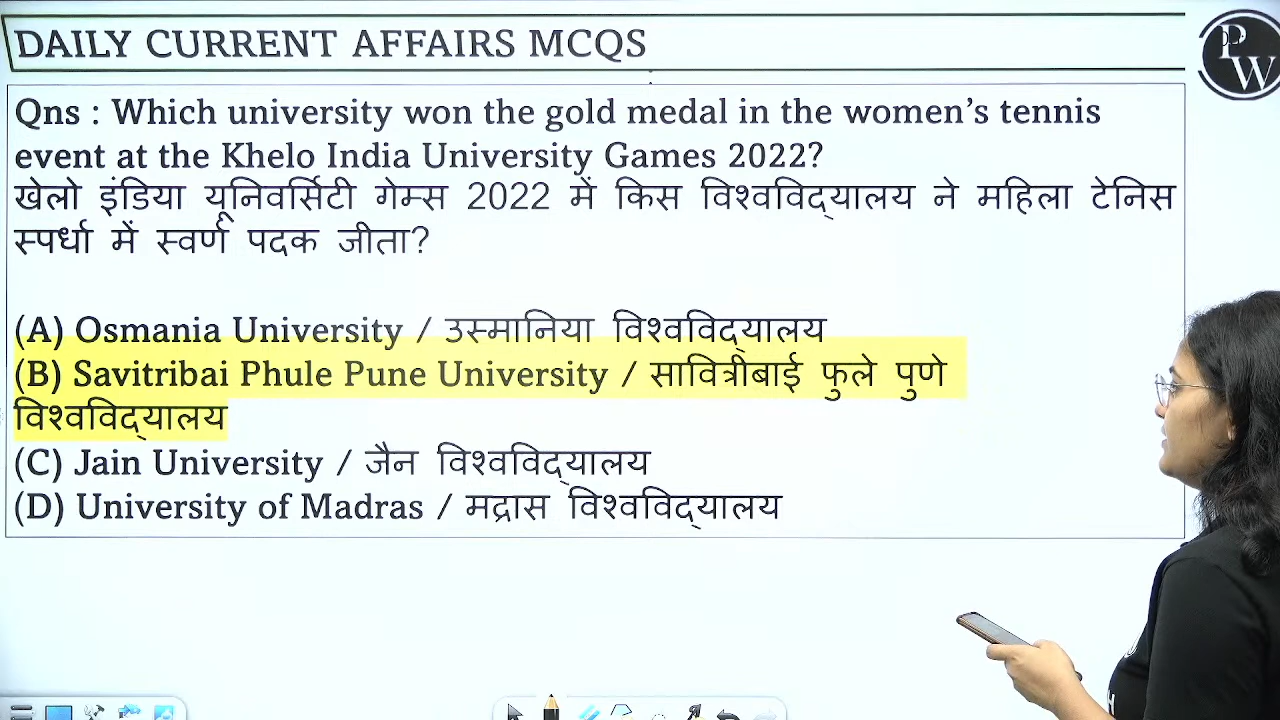 DAILY CURRENT AFFAIRS MCQS
PW
Qns : Which university won the gold medal in the women’s tennis
event at the Khelo India University Games 2022?
खेलो इंडिया यूनिवर्सिटी गेम्स 2022 में किस विश्वविद्यालय ने महिला टेनिस
स्पर्धा में स्वर्ण पदक जीता?
(A) Osmania University / उस्मानिया विश्वविद्यालय
(B) Savitribai Phule Pune University / सावित्रीबाई फुले पुणे
विश्वविद्यालय
(C) Jain University / जैन विश्वविद्यालय
(D) University of Madras / मद्रास विश्वविद्यालय